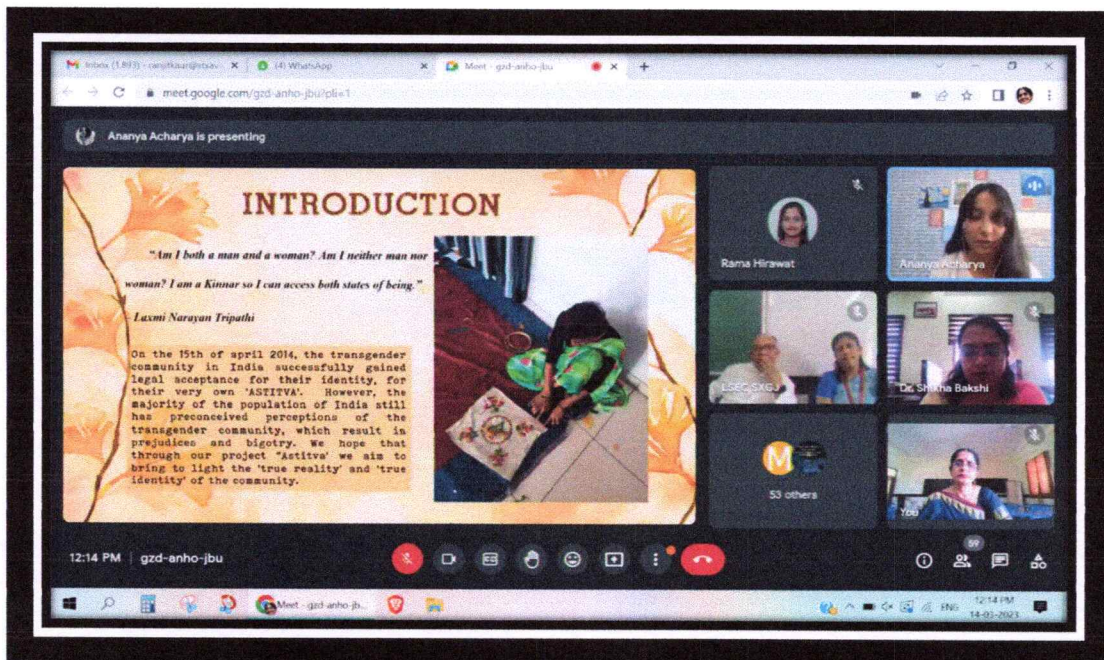 Inbox (1,893) - ranjitkaur@stxav...
(4) WhatsApp
Meet - gzd-anho-jbu
meet.google.com/gzd-anho-jbu?pli=1
Ananya Acharya is presenting
INTRODUCTION
"Am I both a man and a woman? Am I neither man nor
woman? I am a Kinnar so I can access both states of being."
- Laxmi Narayan Tripathi
On the 15th of april 2014, the transgender
community in India successfully gained
legal acceptance for their identity, for
their very own 'ASTITVA'. However, the
majority of the population of India still
has preconceived perceptions of the
transgender community, which result in
prejudices and bigotry. We hope that
through our project "Astitva' we aim to
bring to light the 'true reality' and 'true
identity' of the community.
Rama Hirawat
Ananya Acharya
LSEC SXCJ
Dr. Shikha Bakshi
M
53 others
You
12:14 PM | gzd-anho-jbu
59
Meet - gzd-anho-jb...
ENG
12:14 PM
14-03-2023